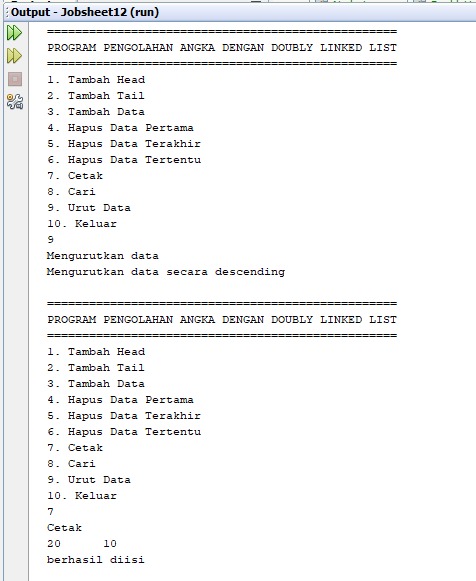 Output - Jobsheet12 (run)
==================================================
PROGRAM PENGOLAHAN ANGKA DENGAN DOUBLY LINKED LIST
==================================================
1. Tambah Head
2. Tambah Tail
3. Tambah Data
4. Hapus Data Pertama
5. Hapus Data Terakhir
6. Hapus Data Tertentu
7. Cetak
8. Cari
9. Urut Data
10. Keluar
9
Mengurutkan data
Mengurutkan data secara descending
==================================================
PROGRAM PENGOLAHAN ANGKA DENGAN DOUBLY LINKED LIST
==================================================
1. Tambah Head
2. Tambah Tail
3. Tambah Data
4. Hapus Data Pertama
5. Hapus Data Terakhir
6. Hapus Data Tertentu
7. Cetak
8. Cari
9. Urut Data
10. Keluar
7
Cetak
20      10
berhasil diisi